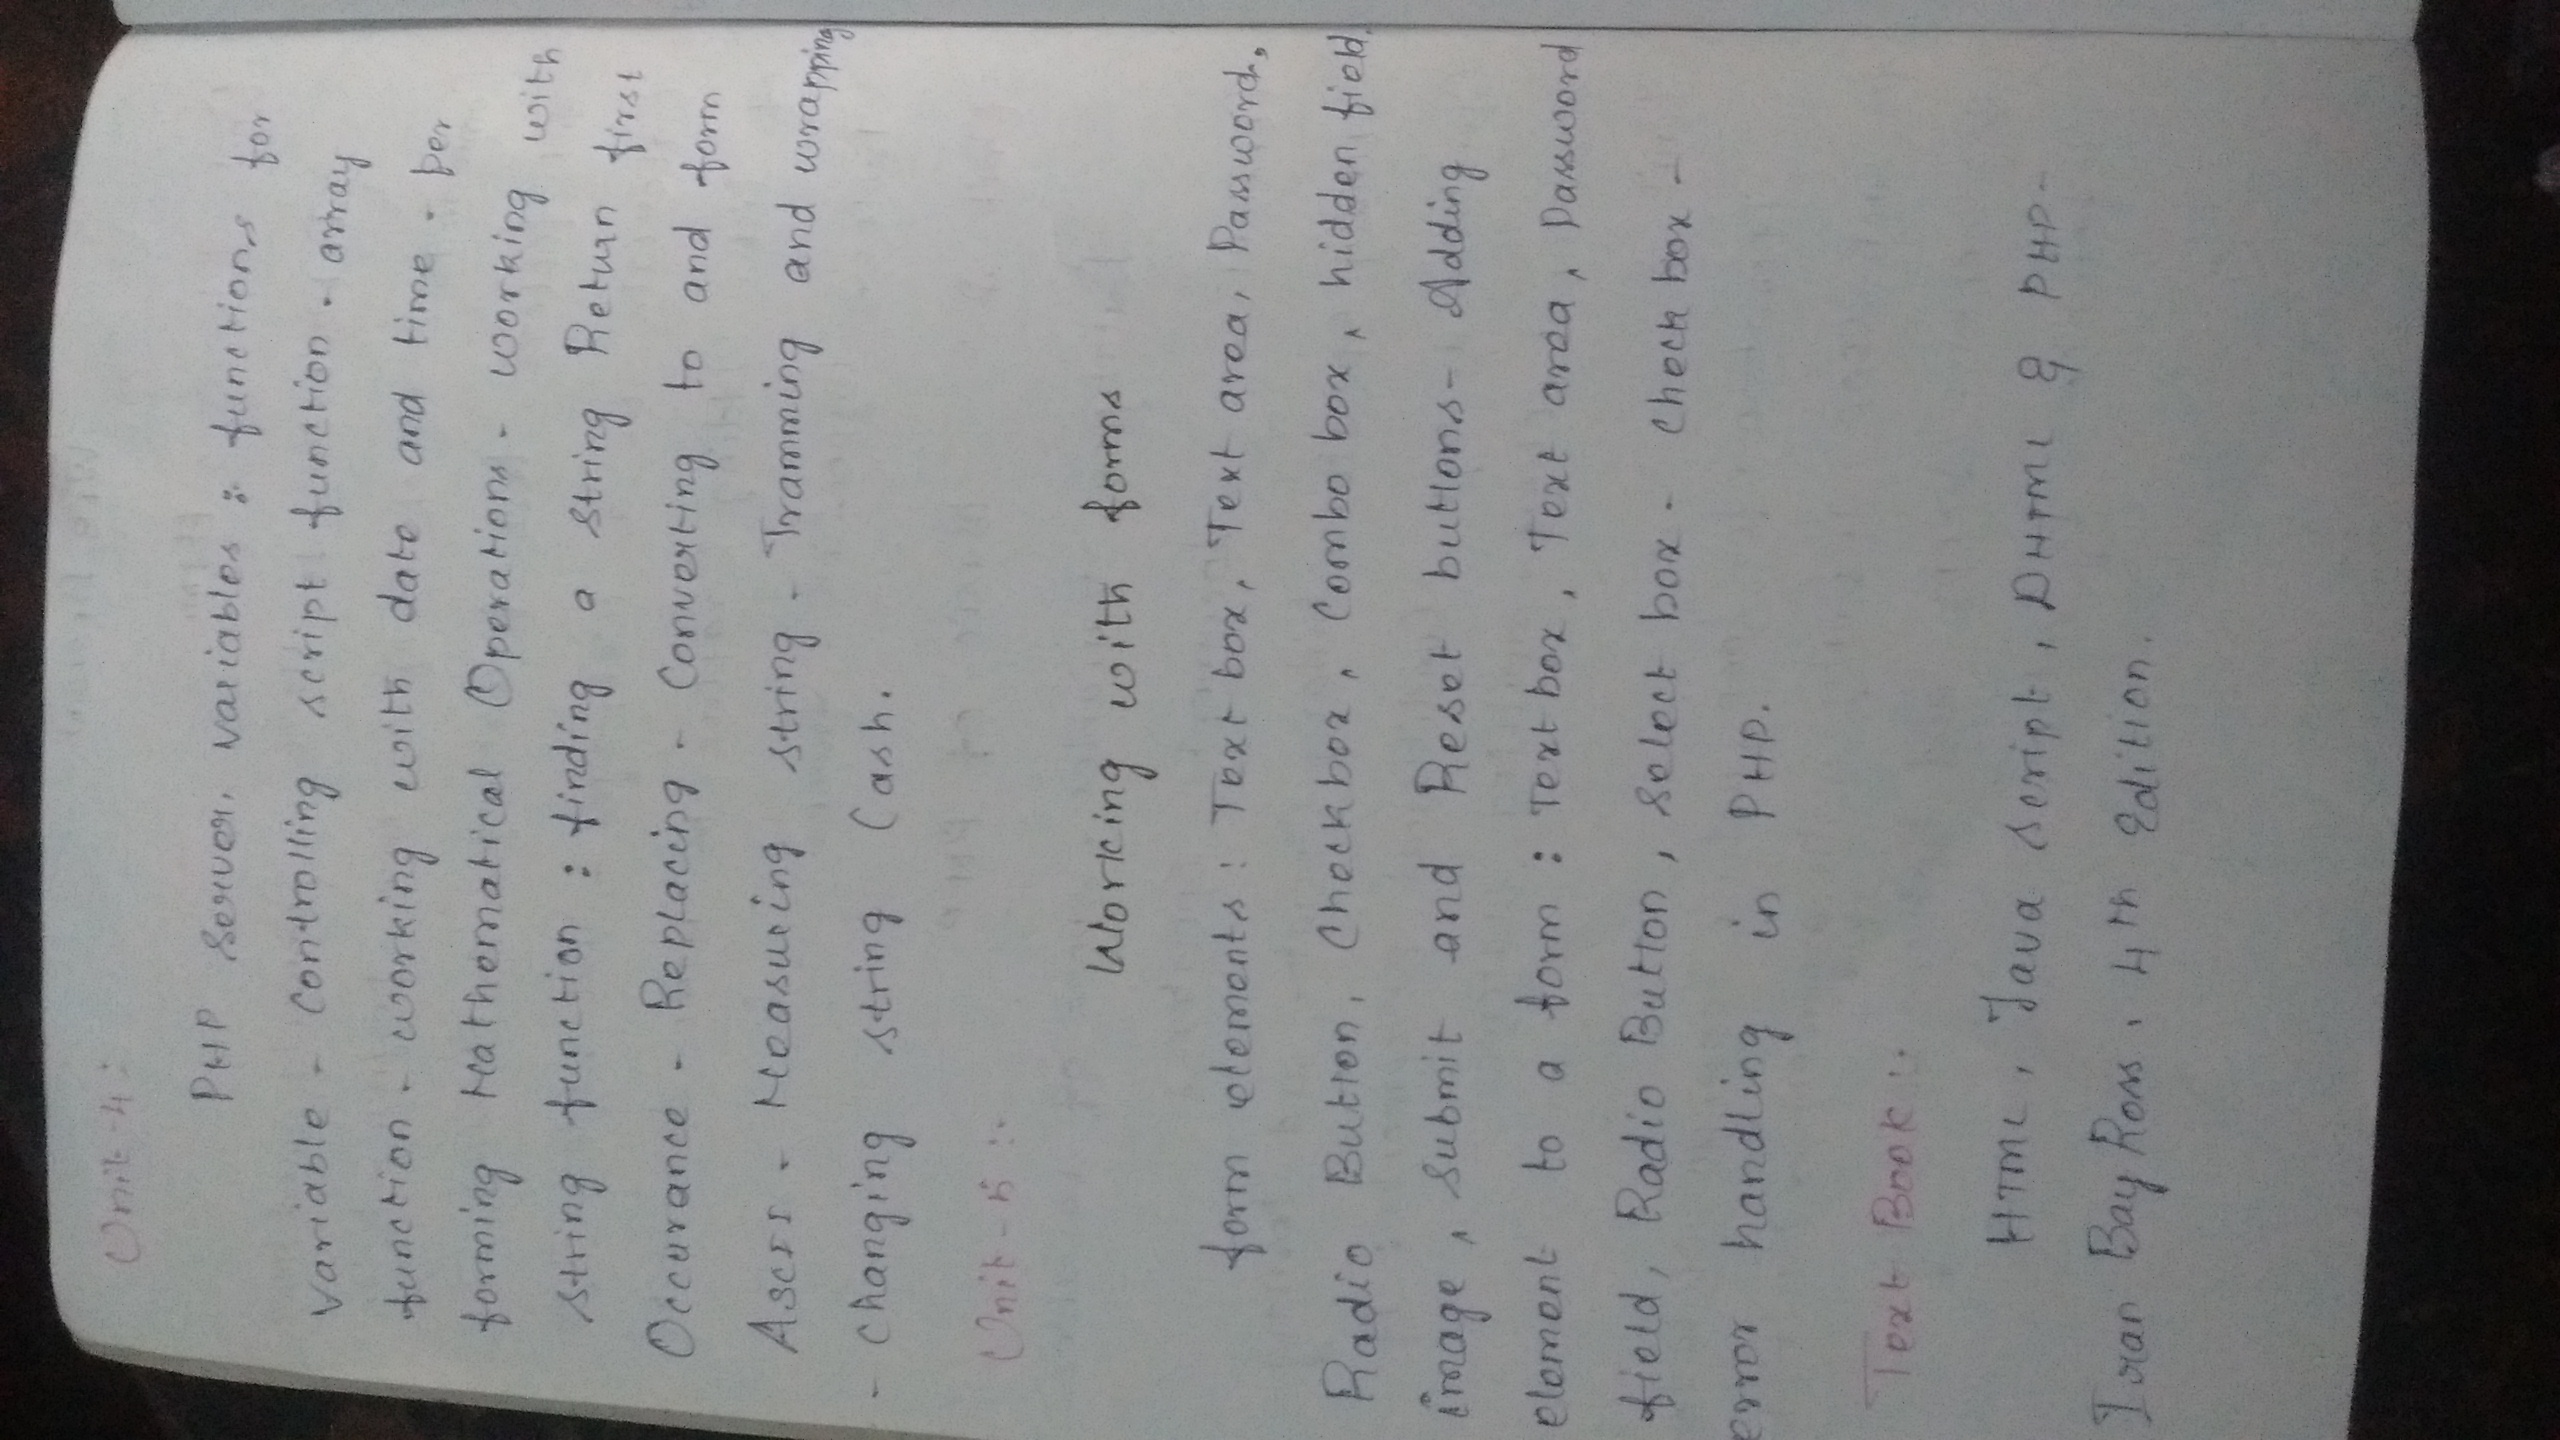 Unit-4:
PHP Server. variables : functions for
variable - Controlling script function - array
function - working with date and time - Per
forming Mathematical Operations - working with
string function : finding a string Return first
Occurance - Replacing - Converting to and form
ASCII - Measuring string - Tramming and wrapping
- Changing string Cash.
Unit-5:-
Working with forms
form elements: Text box, Text area, Password,
Radio Button, Checkbox, Combo box, hidden field,
image, Submit and Reset buttons- Adding
element to a form : Text box, Text area, Password
field, Radio Button, Select box - Check box -
error handling in PHP.
Text Book :-
HTML, Java Script, DHTML & PHP-
Ivan Bay Ross, 4th Edition.